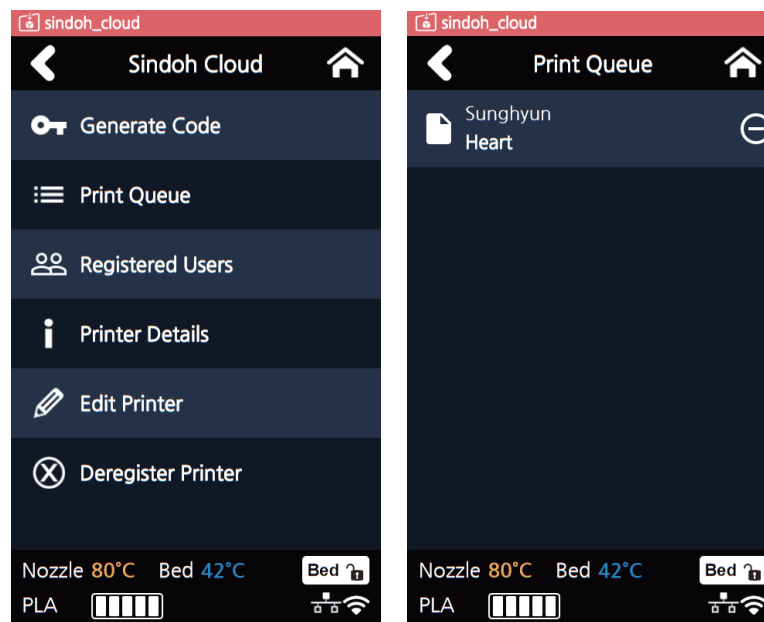 sindoh_cloud
Sindoh Cloud
Generate Code
Print Queue
Registered Users
Printer Details
Edit Printer
Deregister Printer
Nozzle 80°C Bed 42°C Bed
PLA
sindoh_cloud
Print Queue
Sunghyun
Heart
Nozzle 80°C Bed 42°C Bed
PLA